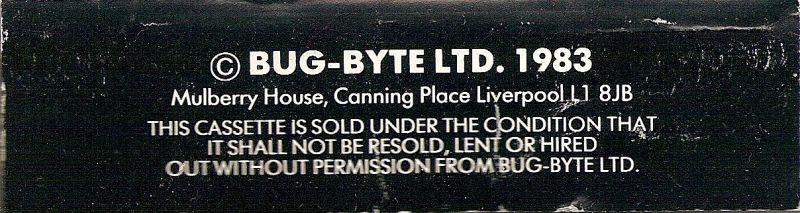 © BUG-BYTE LTD. 1983
Mulberry House, Canning Place Liverpool L1 8JB
THIS CASSETTE IS SOLD UNDER THE CONDITION THAT
IT SHALL NOT BE RESOLD, LENT OR HIRED
OUT WITHOUT PERMISSION FROM BUG-BYTE LTD.